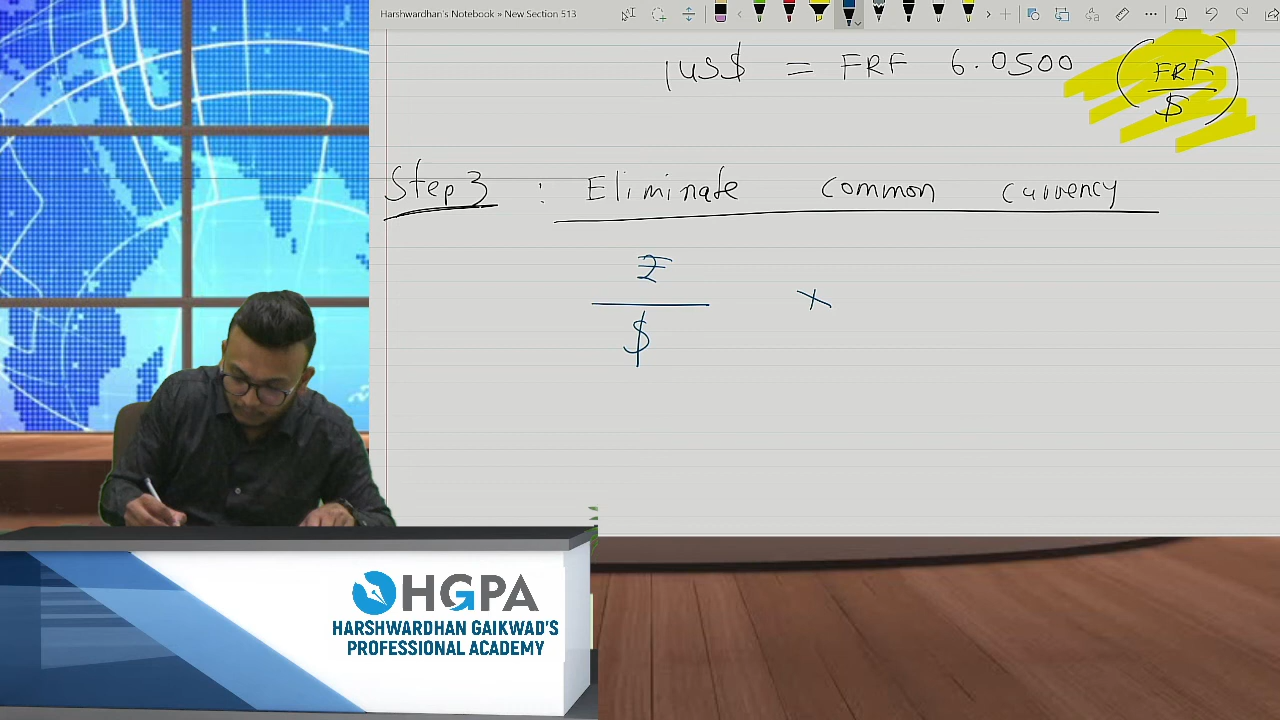 Harshwardhan's Notebook » New Section 513
1US$ = FRF 6.0500 (FRF/$)
Step 3 : Eliminate common currency
₹
$
×
HGPA
HARSHWARDHAN GAIKWAD'S
PROFESSIONAL ACADEMY